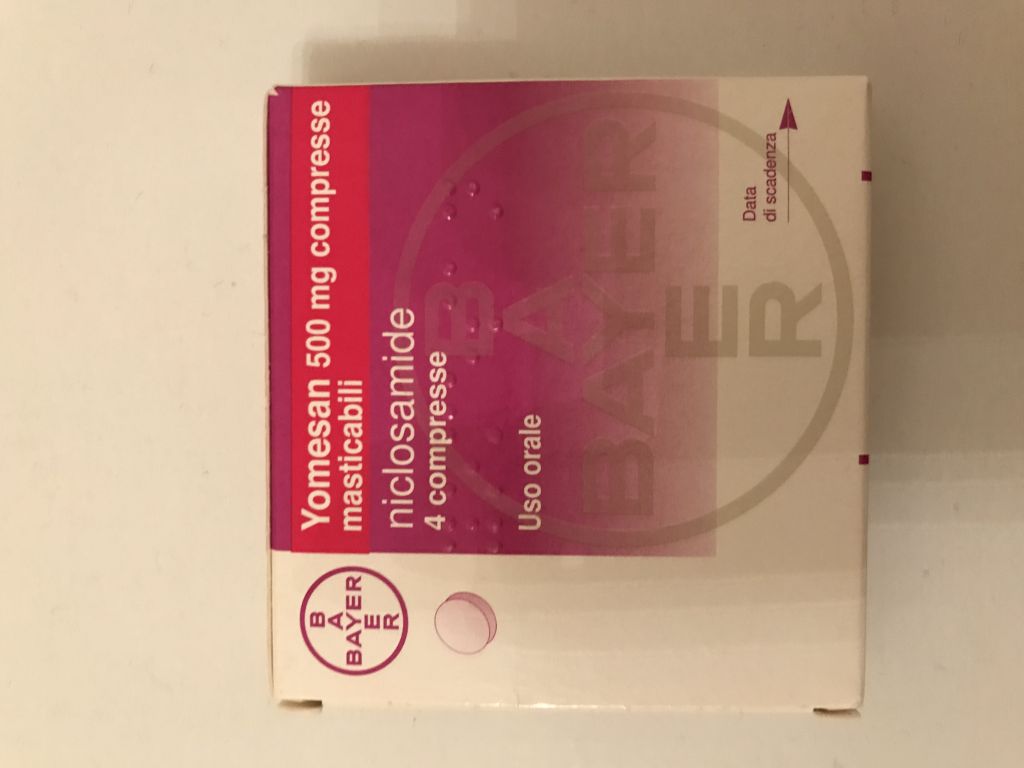 Yomesan 500 mg compresse
masticabili
niclosamide
4 compresse
Uso orale
B
A
BAYER
E
R
B
A
BAYER
E
R
Data
di scadenza